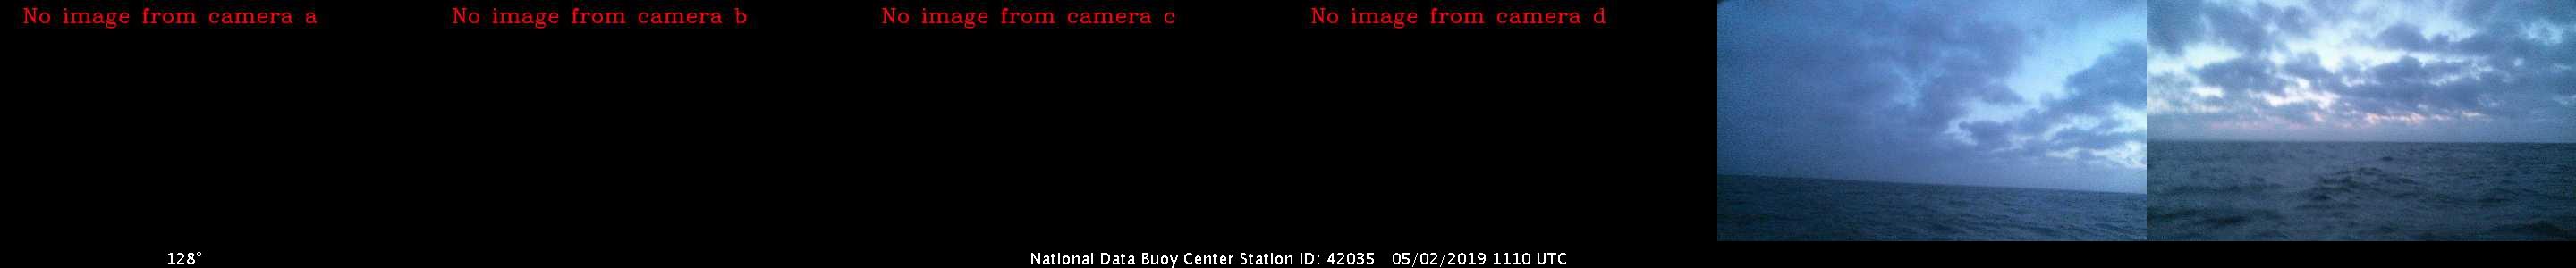 No image from camera a
No image from camera b
No image from camera c
No image from camera d
128°
National Data Buoy Center Station ID: 42035 05/02/2019 1110 UTC